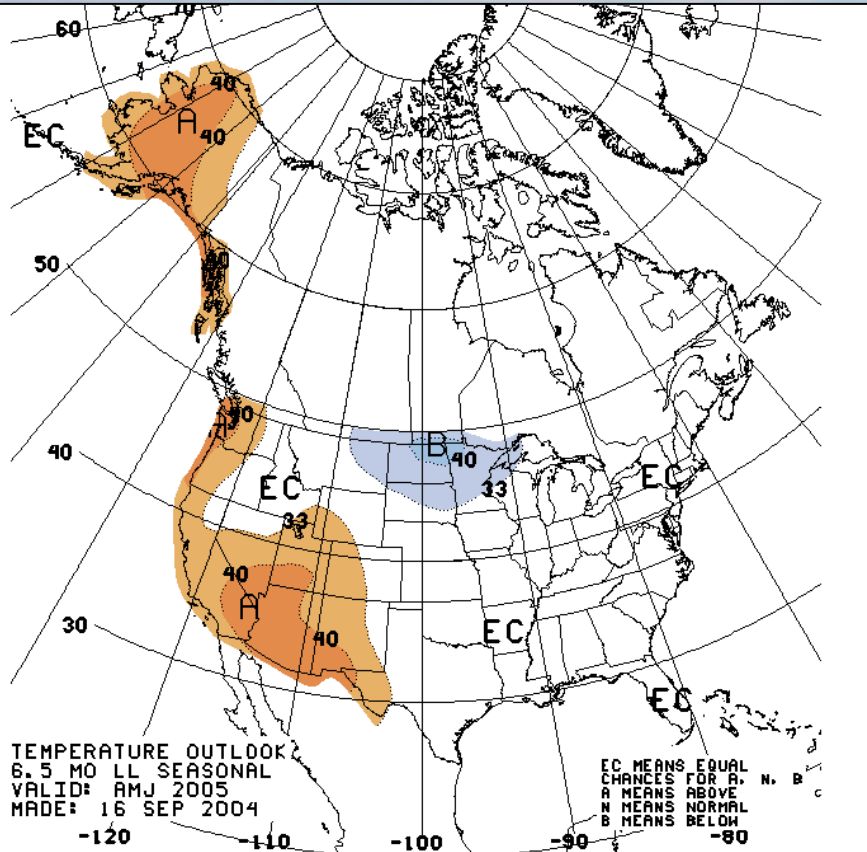 70
60
40
A
40
EC
50
40
40
A
40
B
40
EC
EC
33
33
40
A
EC
40
30
EC
TEMPERATURE OUTLOOK
6.5 MO LL SEASONAL
VALID: AMJ 2005
MADE: 16 SEP 2004
EC MEANS EQUAL
CHANCES FOR A, N, B
A MEANS ABOVE
N MEANS NORMAL
B MEANS BELOW
C
-120
-110
-100
-90
-80